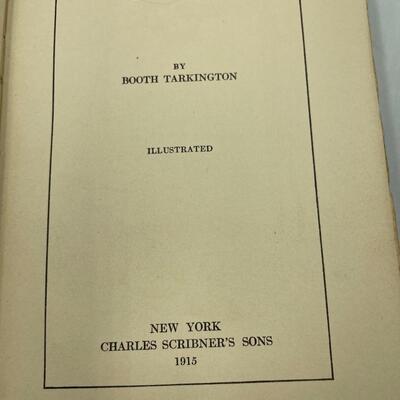 BY
BOOTH TARKINGTON
ILLUSTRATED
NEW YORK
CHARLES SCRIBNER'S SONS
1915